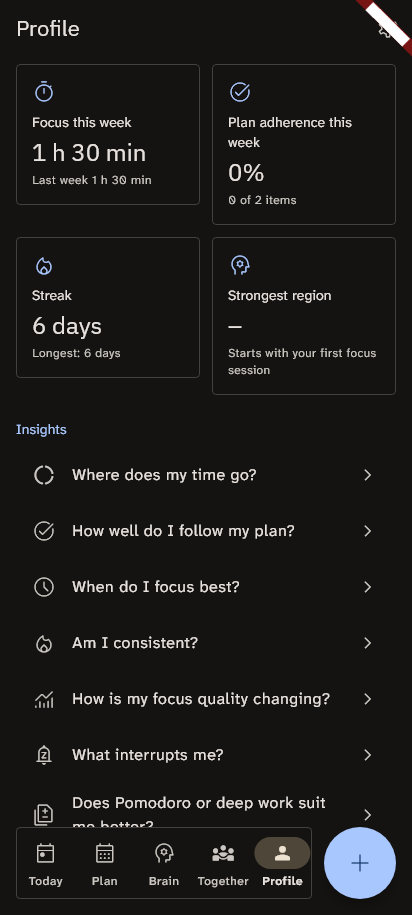 Profile
Focus this week
1 h 30 min
Last week 1 h 30 min
Plan adherence this
week
0%
0 of 2 items
Streak
6 days
Longest: 6 days
Strongest region
–
Starts with your first focus
session
Insights
Where does my time go?
How well do I follow my plan?
When do I focus best?
Am I consistent?
How is my focus quality changing?
What interrupts me?
Does Pomodoro or deep work suit
me better?
Today
Plan
Brain
Together
Profile